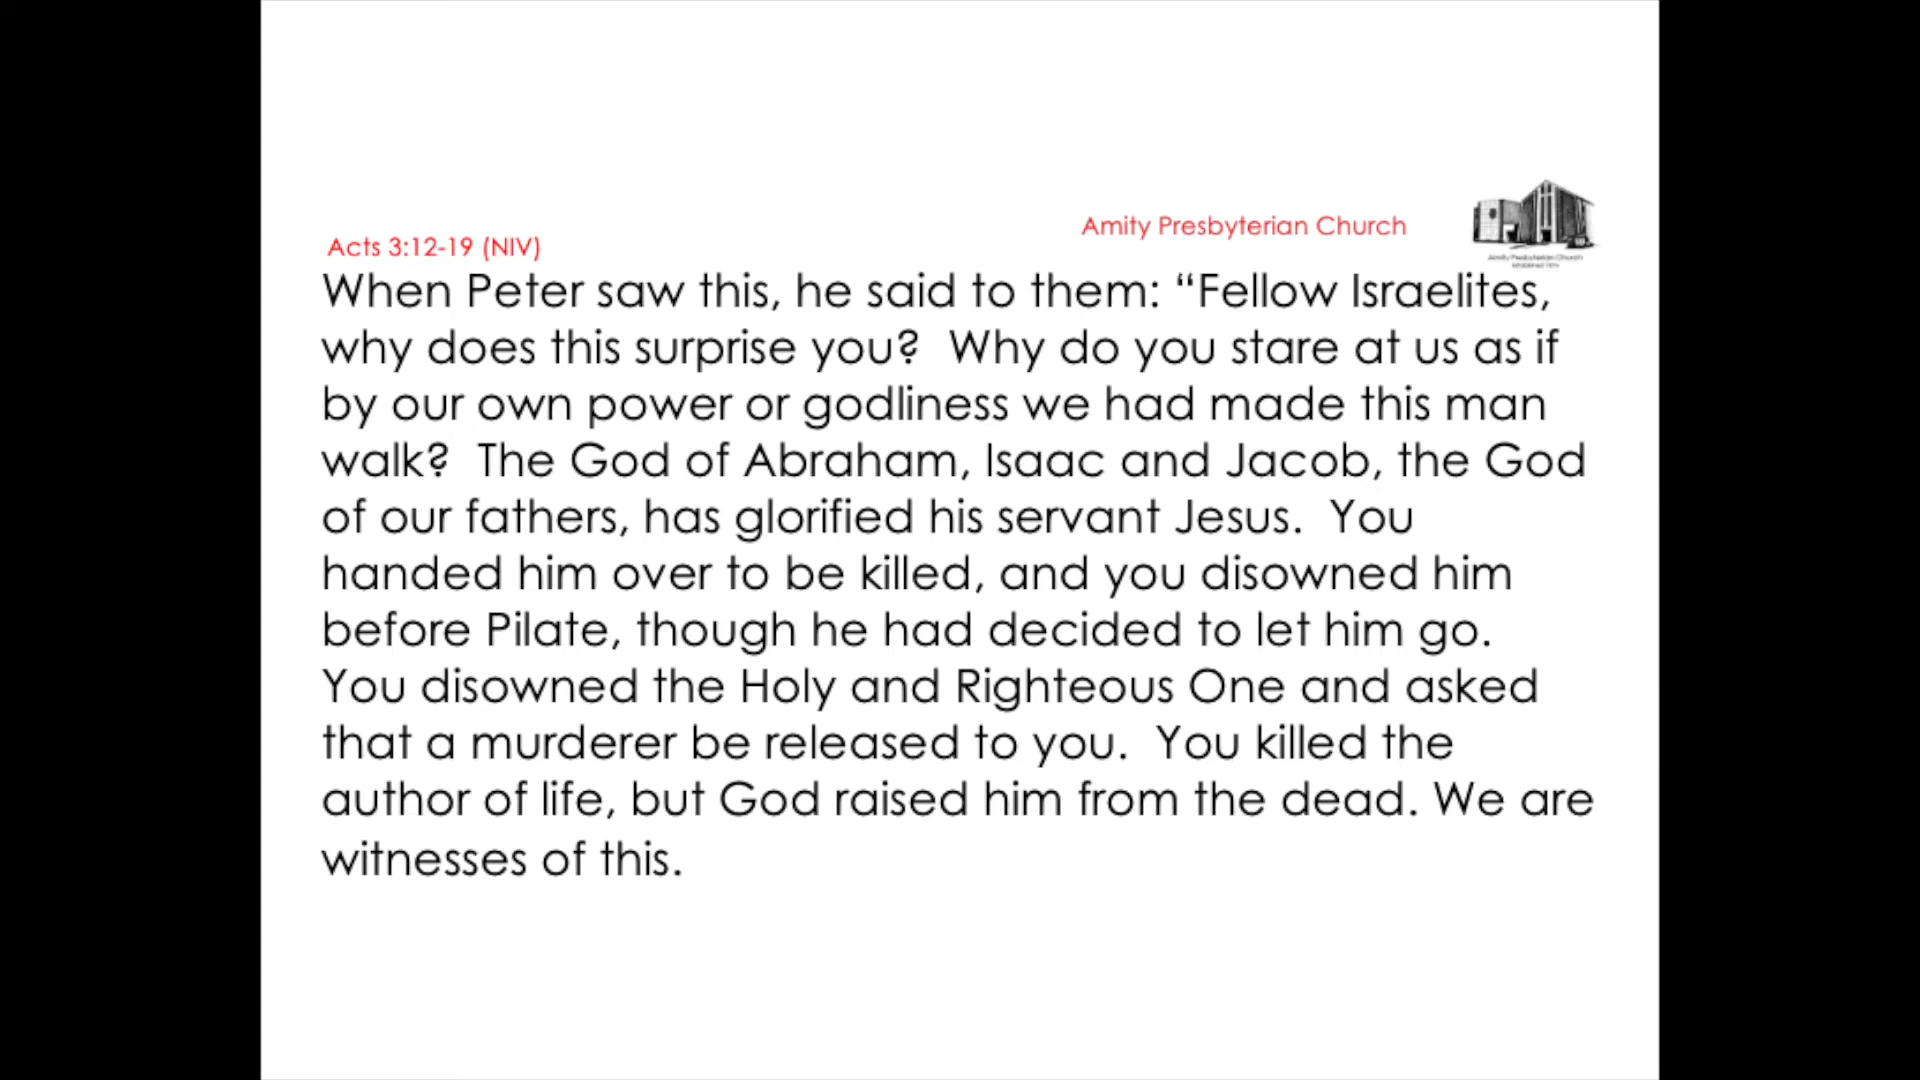 Amity Presbyterian Church
Amity Presbyterian Church
Acts 3:12-19 (NIV)
When Peter saw this, he said to them: “Fellow Israelites,
why does this surprise you?  Why do you stare at us as if
by our own power or godliness we had made this man
walk?  The God of Abraham, Isaac and Jacob, the God
of our fathers, has glorified his servant Jesus.  You
handed him over to be killed, and you disowned him
before Pilate, though he had decided to let him go.
You disowned the Holy and Righteous One and asked
that a murderer be released to you.  You killed the
author of life, but God raised him from the dead. We are
witnesses of this.